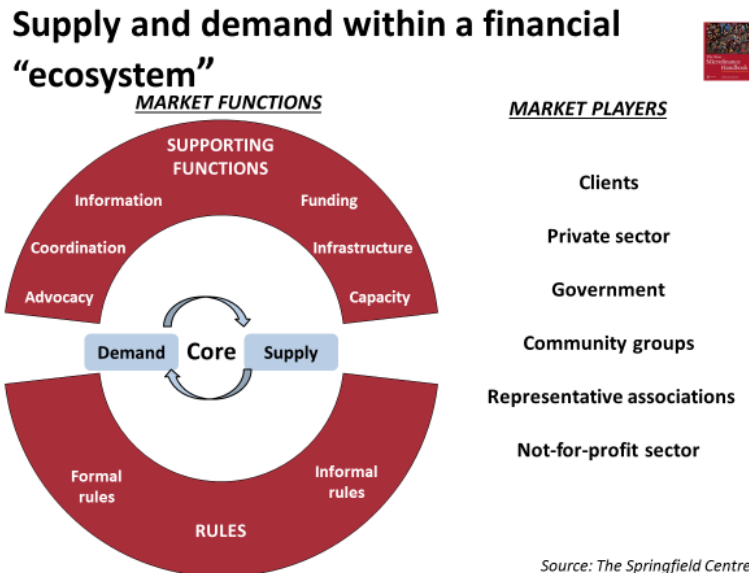 Supply and demand within a financial
“ecosystem”
MARKET FUNCTIONS
SUPPORTING
FUNCTIONS
Information
Funding
Coordination
Infrastructure
Advocacy
Capacity
Demand
Core
Supply
Formal
rules
Informal
rules
RULES
MARKET PLAYERS
Clients
Private sector
Government
Community groups
Representative associations
Not-for-profit sector
Source: The Springfield Centre
Microfinance
Handbook